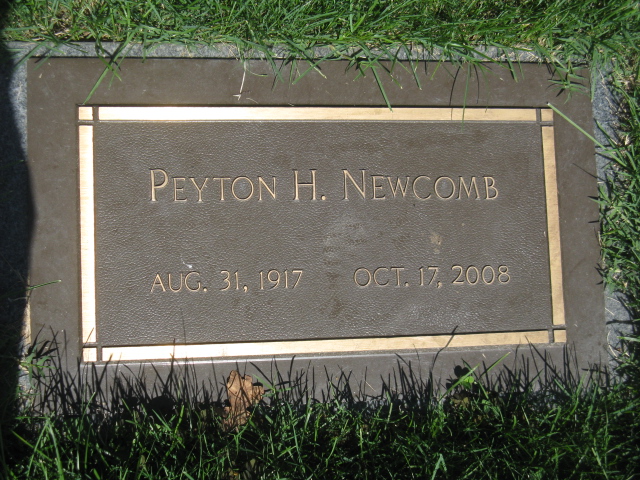 PEYTON H. NEWCOMB
AUG. 31, 1917 OCT. 17, 2008